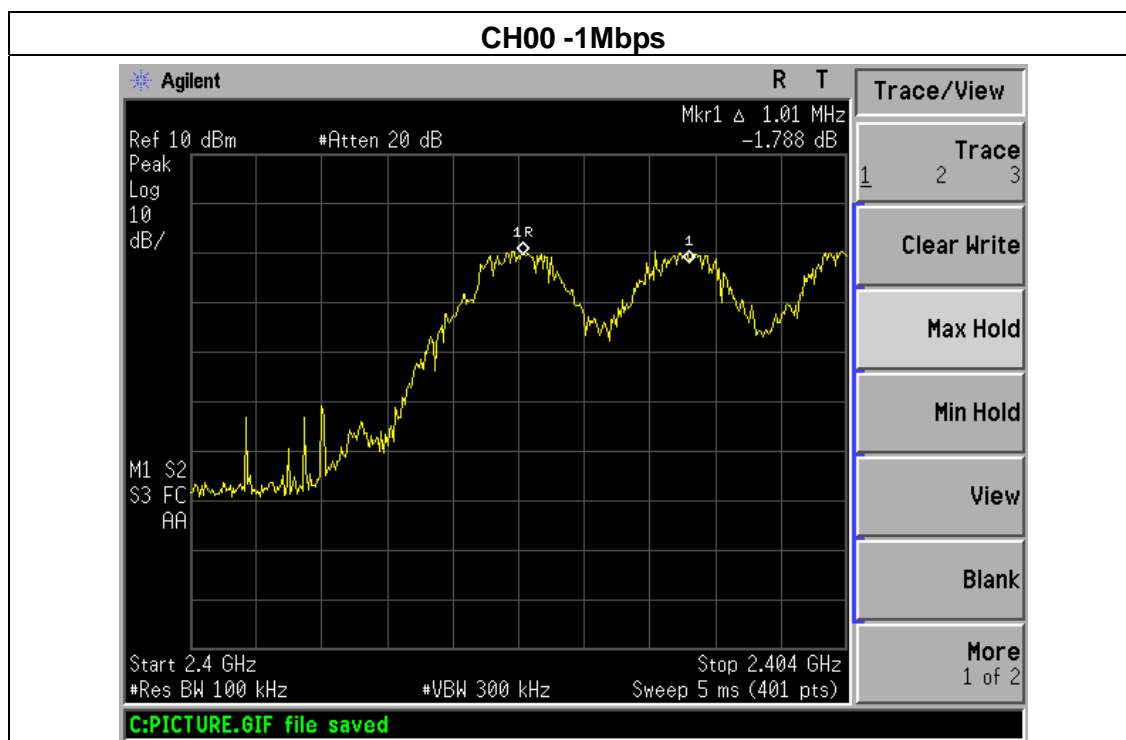 CH00 -1Mbps
Agilent R T
Mkr1 Δ 1.01 MHz
Ref 10 dBm #Atten 20 dB -1.788 dB
Peak
Log
10
dB/
1R
1
M1 S2
S3 FC
AA
Start 2.4 GHz Stop 2.404 GHz
#Res BW 100 kHz #VBW 300 kHz Sweep 5 ms (401 pts)
C:PICTURE.GIF file saved
Trace/View
Trace
1 2 3
Clear Write
Max Hold
Min Hold
View
Blank
More
1 of 2